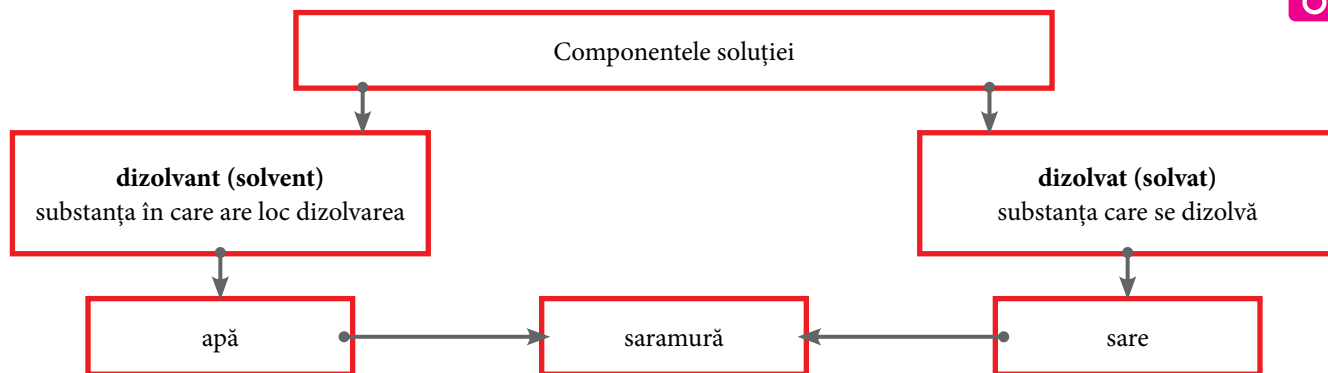 Componentele soluției
dizolvant (solvent)
substanța în care are loc dizolvarea
dizolvat (solvat)
substanța care se dizolvă
apă
saramură
sare